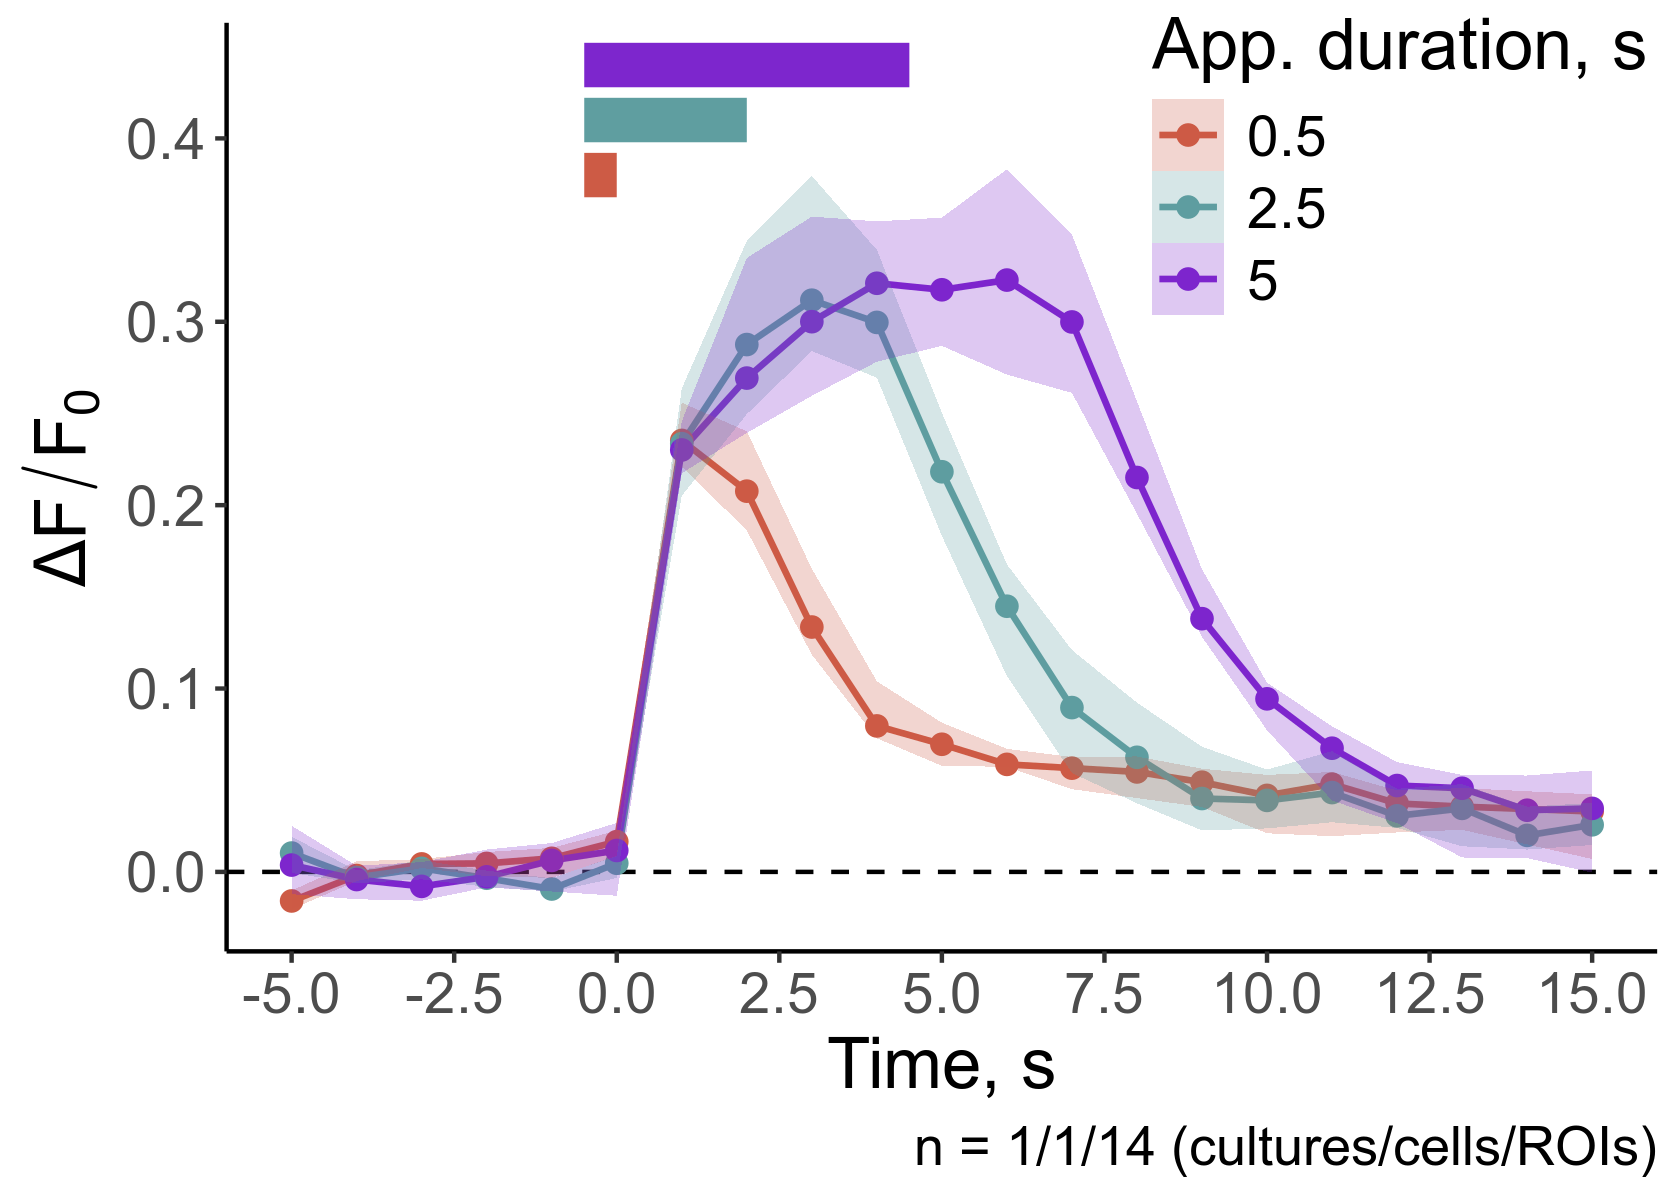 App. duration, s
0.5
2.5
5
0.4
0.3
0.2
0.1
0.0
ΔF / F₀
-5.0 -2.5 0.0 2.5 5.0 7.5 10.0 12.5 15.0
Time, s
n = 1/1/14 (cultures/cells/ROIs)